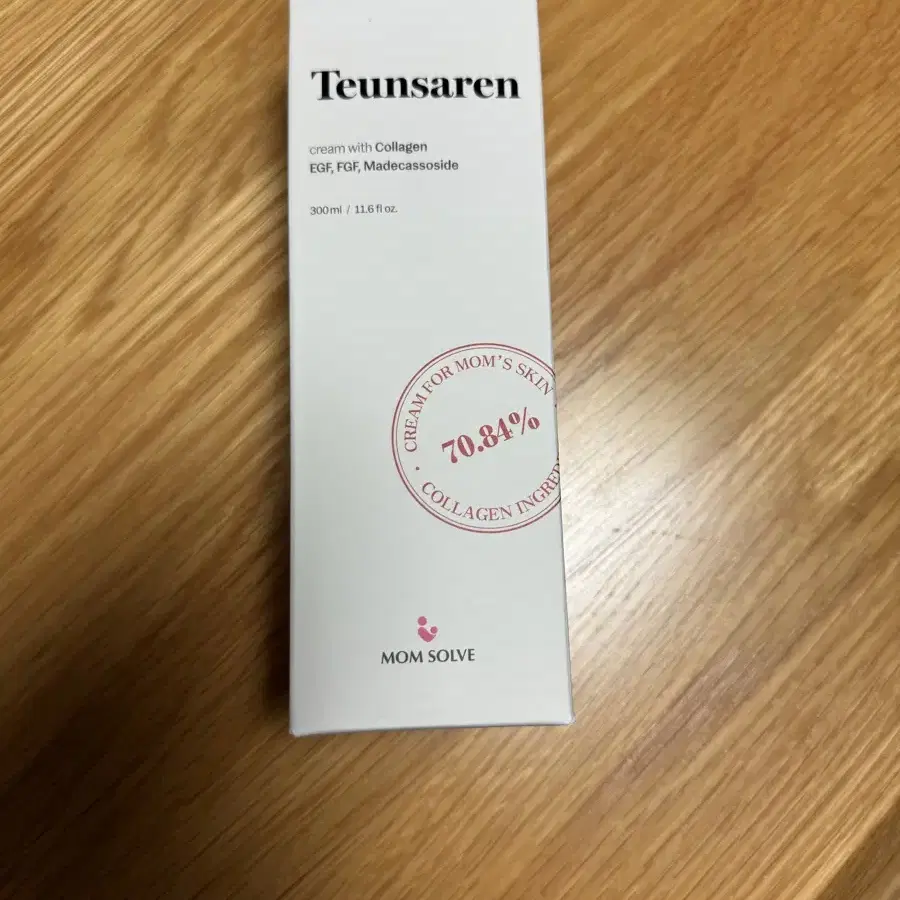 Teunsaren
cream with Collagen
EGF, FGF, Madecassoside
300ml / 11.6 fl oz.
CREAM FOR MOM'S SKIN
70.84%
COLLAGEN
MOM SOLVE